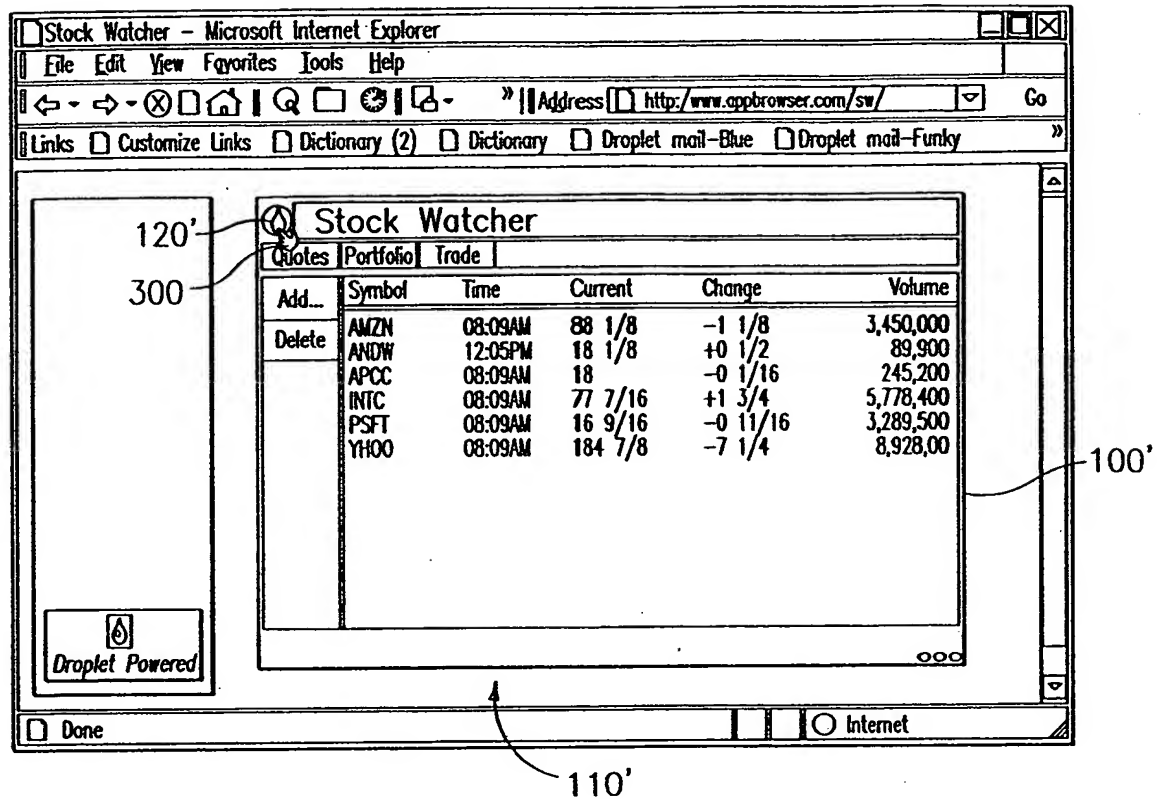 Stock Watcher – Microsoft Internet Explorer
File Edit View Favorites Tools Help
» Address http:/www.appbrowser.com/sw/ Go
Links Customize Links Dictionary (2) Dictionary Droplet mail–Blue Droplet mail–Funky »
120' Stock Watcher
300 Quotes Portfolio Trade
Add... Symbol Time Current Change Volume
Delete AMZN 08:09AM 88 1/8 –1 1/8 3,450,000
ANDW 12:05PM 18 1/8 +0 1/2 89,900
APCC 08:09AM 18 –0 1/16 245,200
INTC 08:09AM 77 7/16 +1 3/4 5,778,400
PSFT 08:09AM 16 9/16 –0 11/16 3,289,500
YHOO 08:09AM 184 7/8 –7 1/4 8,928,00
100'
Droplet Powered
Done Internet
110'